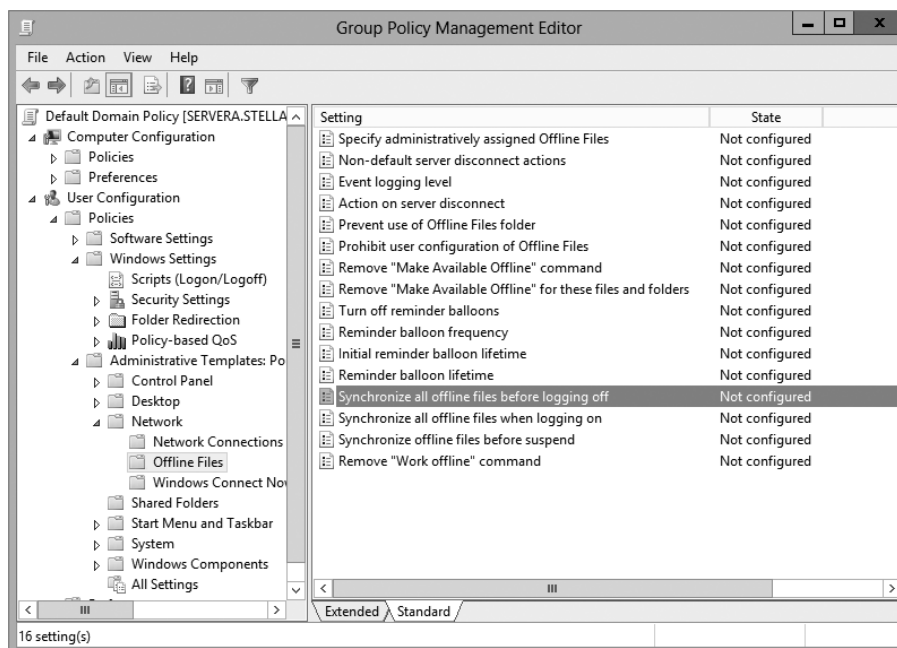 Group Policy Management Editor
File Action View Help
Default Domain Policy [SERVERA.STELLA
Computer Configuration
Policies
Preferences
User Configuration
Policies
Software Settings
Windows Settings
Scripts (Logon/Logoff)
Security Settings
Folder Redirection
Policy-based QoS
Administrative Templates: Po
Control Panel
Desktop
Network
Network Connections
Offline Files
Windows Connect Nov
Shared Folders
Start Menu and Taskbar
System
Windows Components
All Settings
Setting State
Specify administratively assigned Offline Files Not configured
Non-default server disconnect actions Not configured
Event logging level Not configured
Action on server disconnect Not configured
Prevent use of Offline Files folder Not configured
Prohibit user configuration of Offline Files Not configured
Remove "Make Available Offline" command Not configured
Remove "Make Available Offline" for these files and folders Not configured
Turn off reminder balloons Not configured
Reminder balloon frequency Not configured
Initial reminder balloon lifetime Not configured
Reminder balloon lifetime Not configured
Synchronize all offline files before logging off Not configured
Synchronize all offline files when logging on Not configured
Synchronize offline files before suspend Not configured
Remove "Work offline" command Not configured
Extended Standard
16 setting(s)